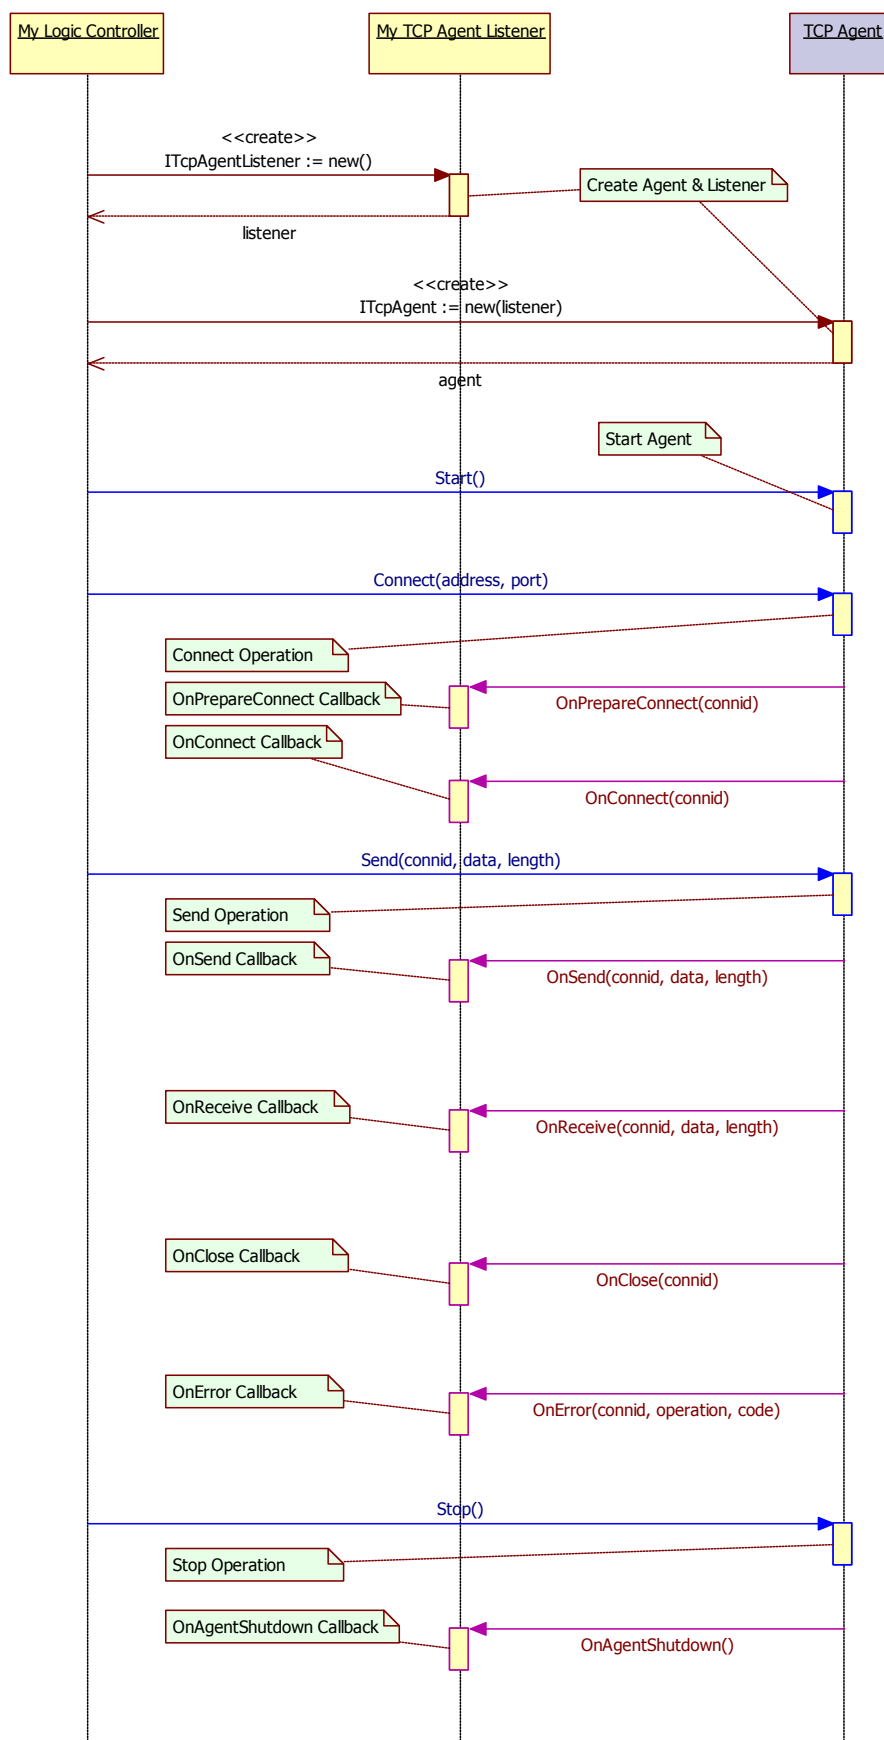 My Logic Controller
My TCP Agent Listener
TCP Agent
<<create>>
ITcpAgentListener := new()
Create Agent & Listener
listener
<<create>>
ITcpAgent := new(listener)
agent
Start Agent
Start()
Connect(address, port)
Connect Operation
OnPrepareConnect Callback
OnPrepareConnect(connid)
OnConnect Callback
OnConnect(connid)
Send(connid, data, length)
Send Operation
OnSend Callback
OnSend(connid, data, length)
OnReceive Callback
OnReceive(connid, data, length)
OnClose Callback
OnClose(connid)
OnError Callback
OnError(connid, operation, code)
Stop()
Stop Operation
OnAgentShutdown Callback
OnAgentShutdown()